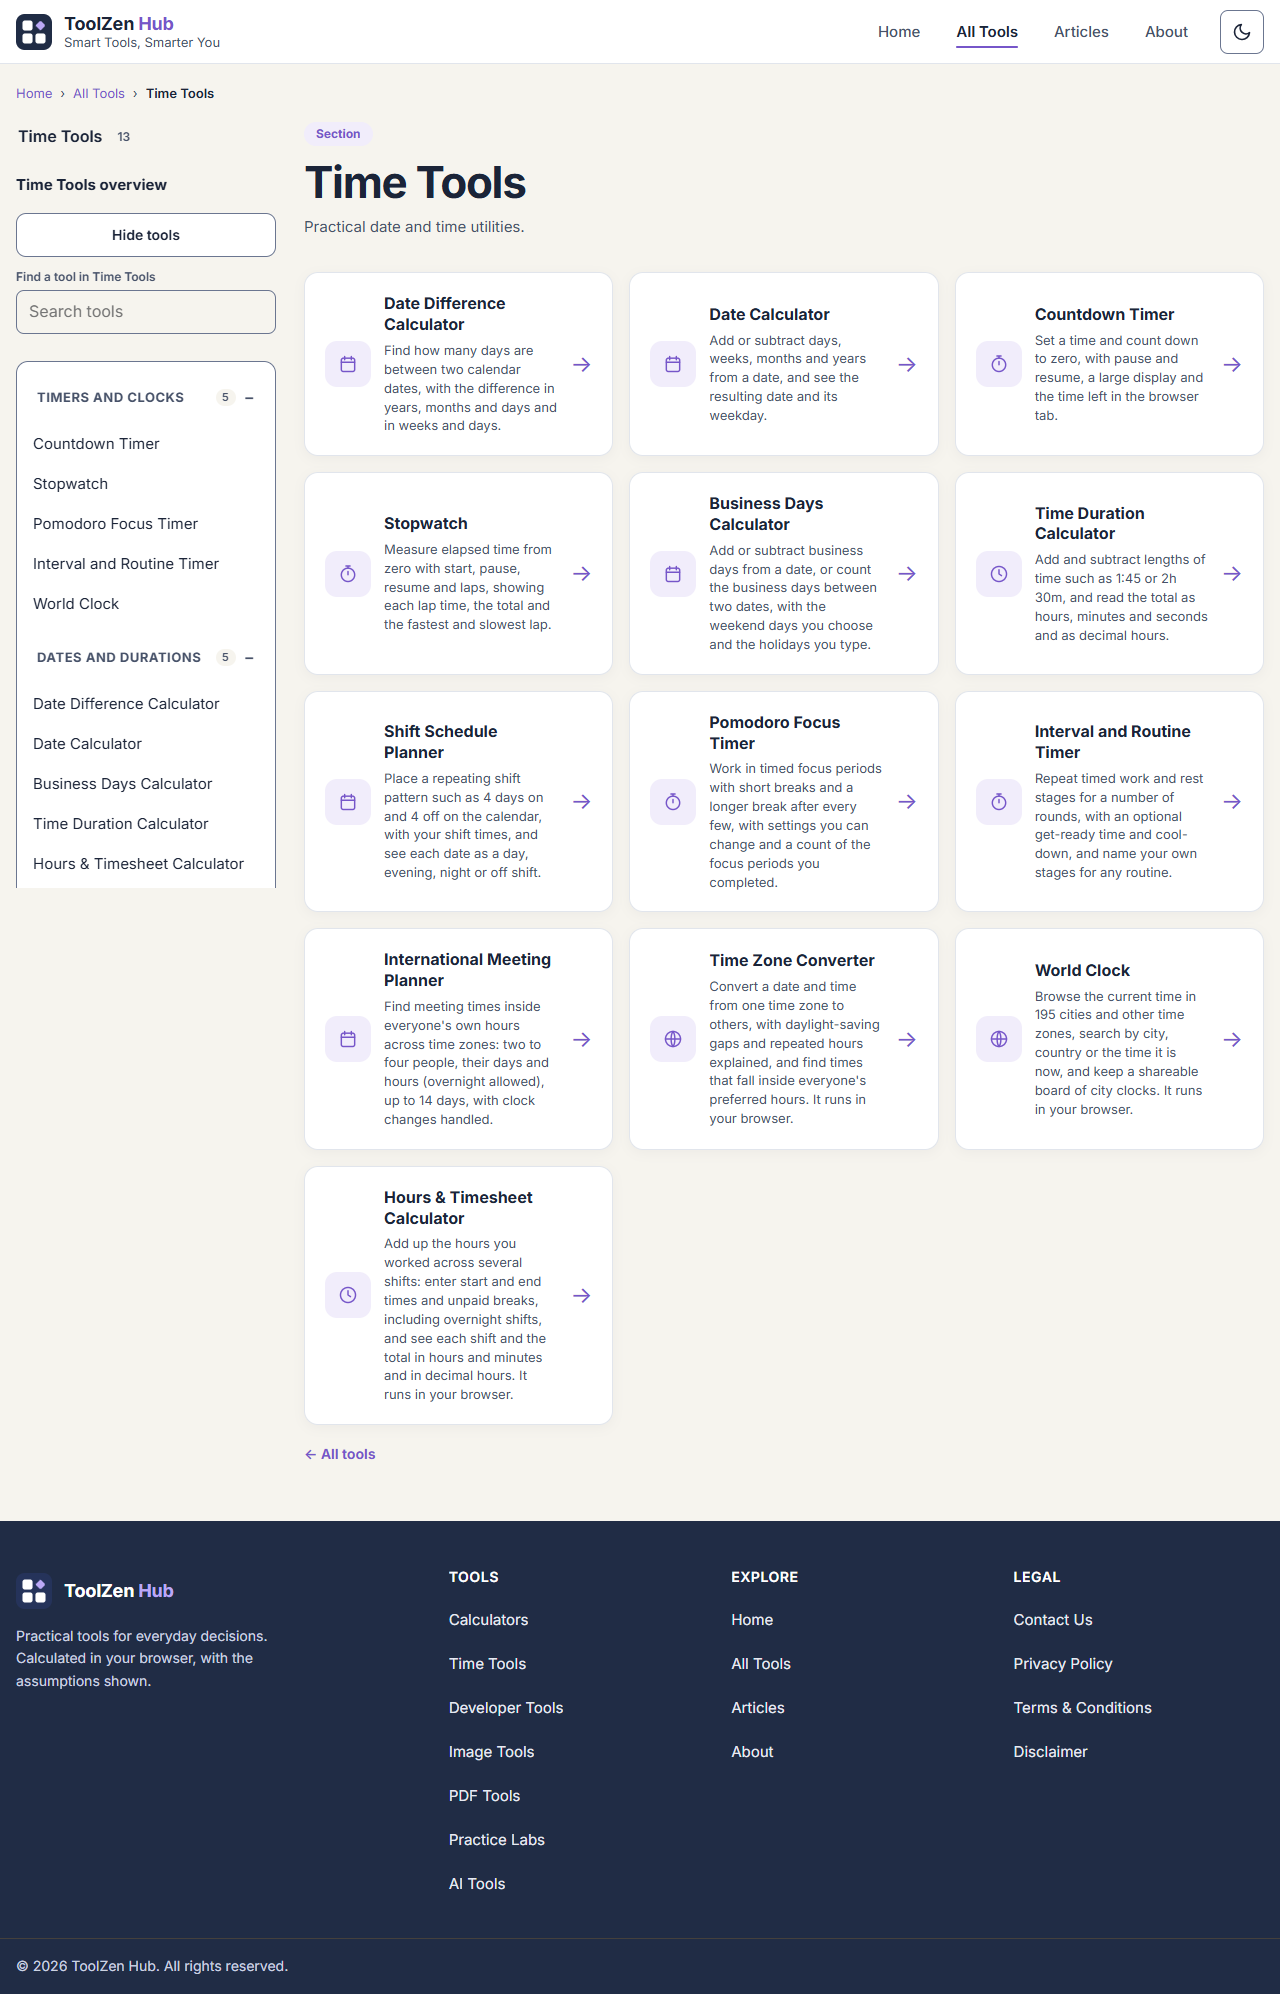 ToolZen Hub
Smart Tools, Smarter You
Home
All Tools
Articles
About
Home › All Tools › Time Tools
Time Tools 13
Time Tools overview
Hide tools
Find a tool in Time Tools
Search tools
TIMERS AND CLOCKS 5 –
Countdown Timer
Stopwatch
Pomodoro Focus Timer
Interval and Routine Timer
World Clock
DATES AND DURATIONS 5 –
Date Difference Calculator
Date Calculator
Business Days Calculator
Time Duration Calculator
Hours & Timesheet Calculator
Section
Time Tools
Practical date and time utilities.
Date Difference
Calculator
Find how many days are
between two calendar
dates, with the difference in
years, months and days and
in weeks and days.
→
Date Calculator
Add or subtract days,
weeks, months and years
from a date, and see the
resulting date and its
weekday.
→
Countdown Timer
Set a time and count down
to zero, with pause and
resume, a large display and
the time left in the browser
tab.
→
Stopwatch
Measure elapsed time from
zero with start, pause,
resume and laps, showing
each lap time, the total and
the fastest and slowest lap.
→
Business Days
Calculator
Add or subtract business
days from a date, or count
the business days between
two dates, with the
weekend days you choose
and the holidays you type.
→
Time Duration
Calculator
Add and subtract lengths of
time such as 1:45 or 2h
30m, and read the total as
hours, minutes and seconds
and as decimal hours.
→
Shift Schedule
Planner
Place a repeating shift
pattern such as 4 days on
and 4 off on the calendar,
with your shift times, and
see each date as a day,
evening, night or off shift.
→
Pomodoro Focus
Timer
Work in timed focus periods
with short breaks and a
longer break after every
few, with settings you can
change and a count of the
focus periods you
completed.
→
Interval and Routine
Timer
Repeat timed work and rest
stages for a number of
rounds, with an optional
get-ready time and cool-
down, and name your own
stages for any routine.
→
International Meeting
Planner
Find meeting times inside
everyone's own hours
across time zones: two to
four people, their days and
hours (overnight allowed),
up to 14 days, with clock
changes handled.
→
Time Zone Converter
Convert a date and time
from one time zone to
others, with daylight-saving
gaps and repeated hours
explained, and find times
that fall inside everyone's
preferred hours. It runs in
your browser.
→
World Clock
Browse the current time in
195 cities and other time
zones, search by city,
country or the time it is
now, and keep a shareable
board of city clocks. It runs
in your browser.
→
Hours & Timesheet
Calculator
Add up the hours you
worked across several
shifts: enter start and end
times and unpaid breaks,
including overnight shifts,
and see each shift and the
total in hours and minutes
and in decimal hours. It
runs in your browser.
→
← All tools
ToolZen Hub
Practical tools for everyday decisions.
Calculated in your browser, with the
assumptions shown.
TOOLS
Calculators
Time Tools
Developer Tools
Image Tools
PDF Tools
Practice Labs
AI Tools
EXPLORE
Home
All Tools
Articles
About
LEGAL
Contact Us
Privacy Policy
Terms & Conditions
Disclaimer
© 2026 ToolZen Hub. All rights reserved.